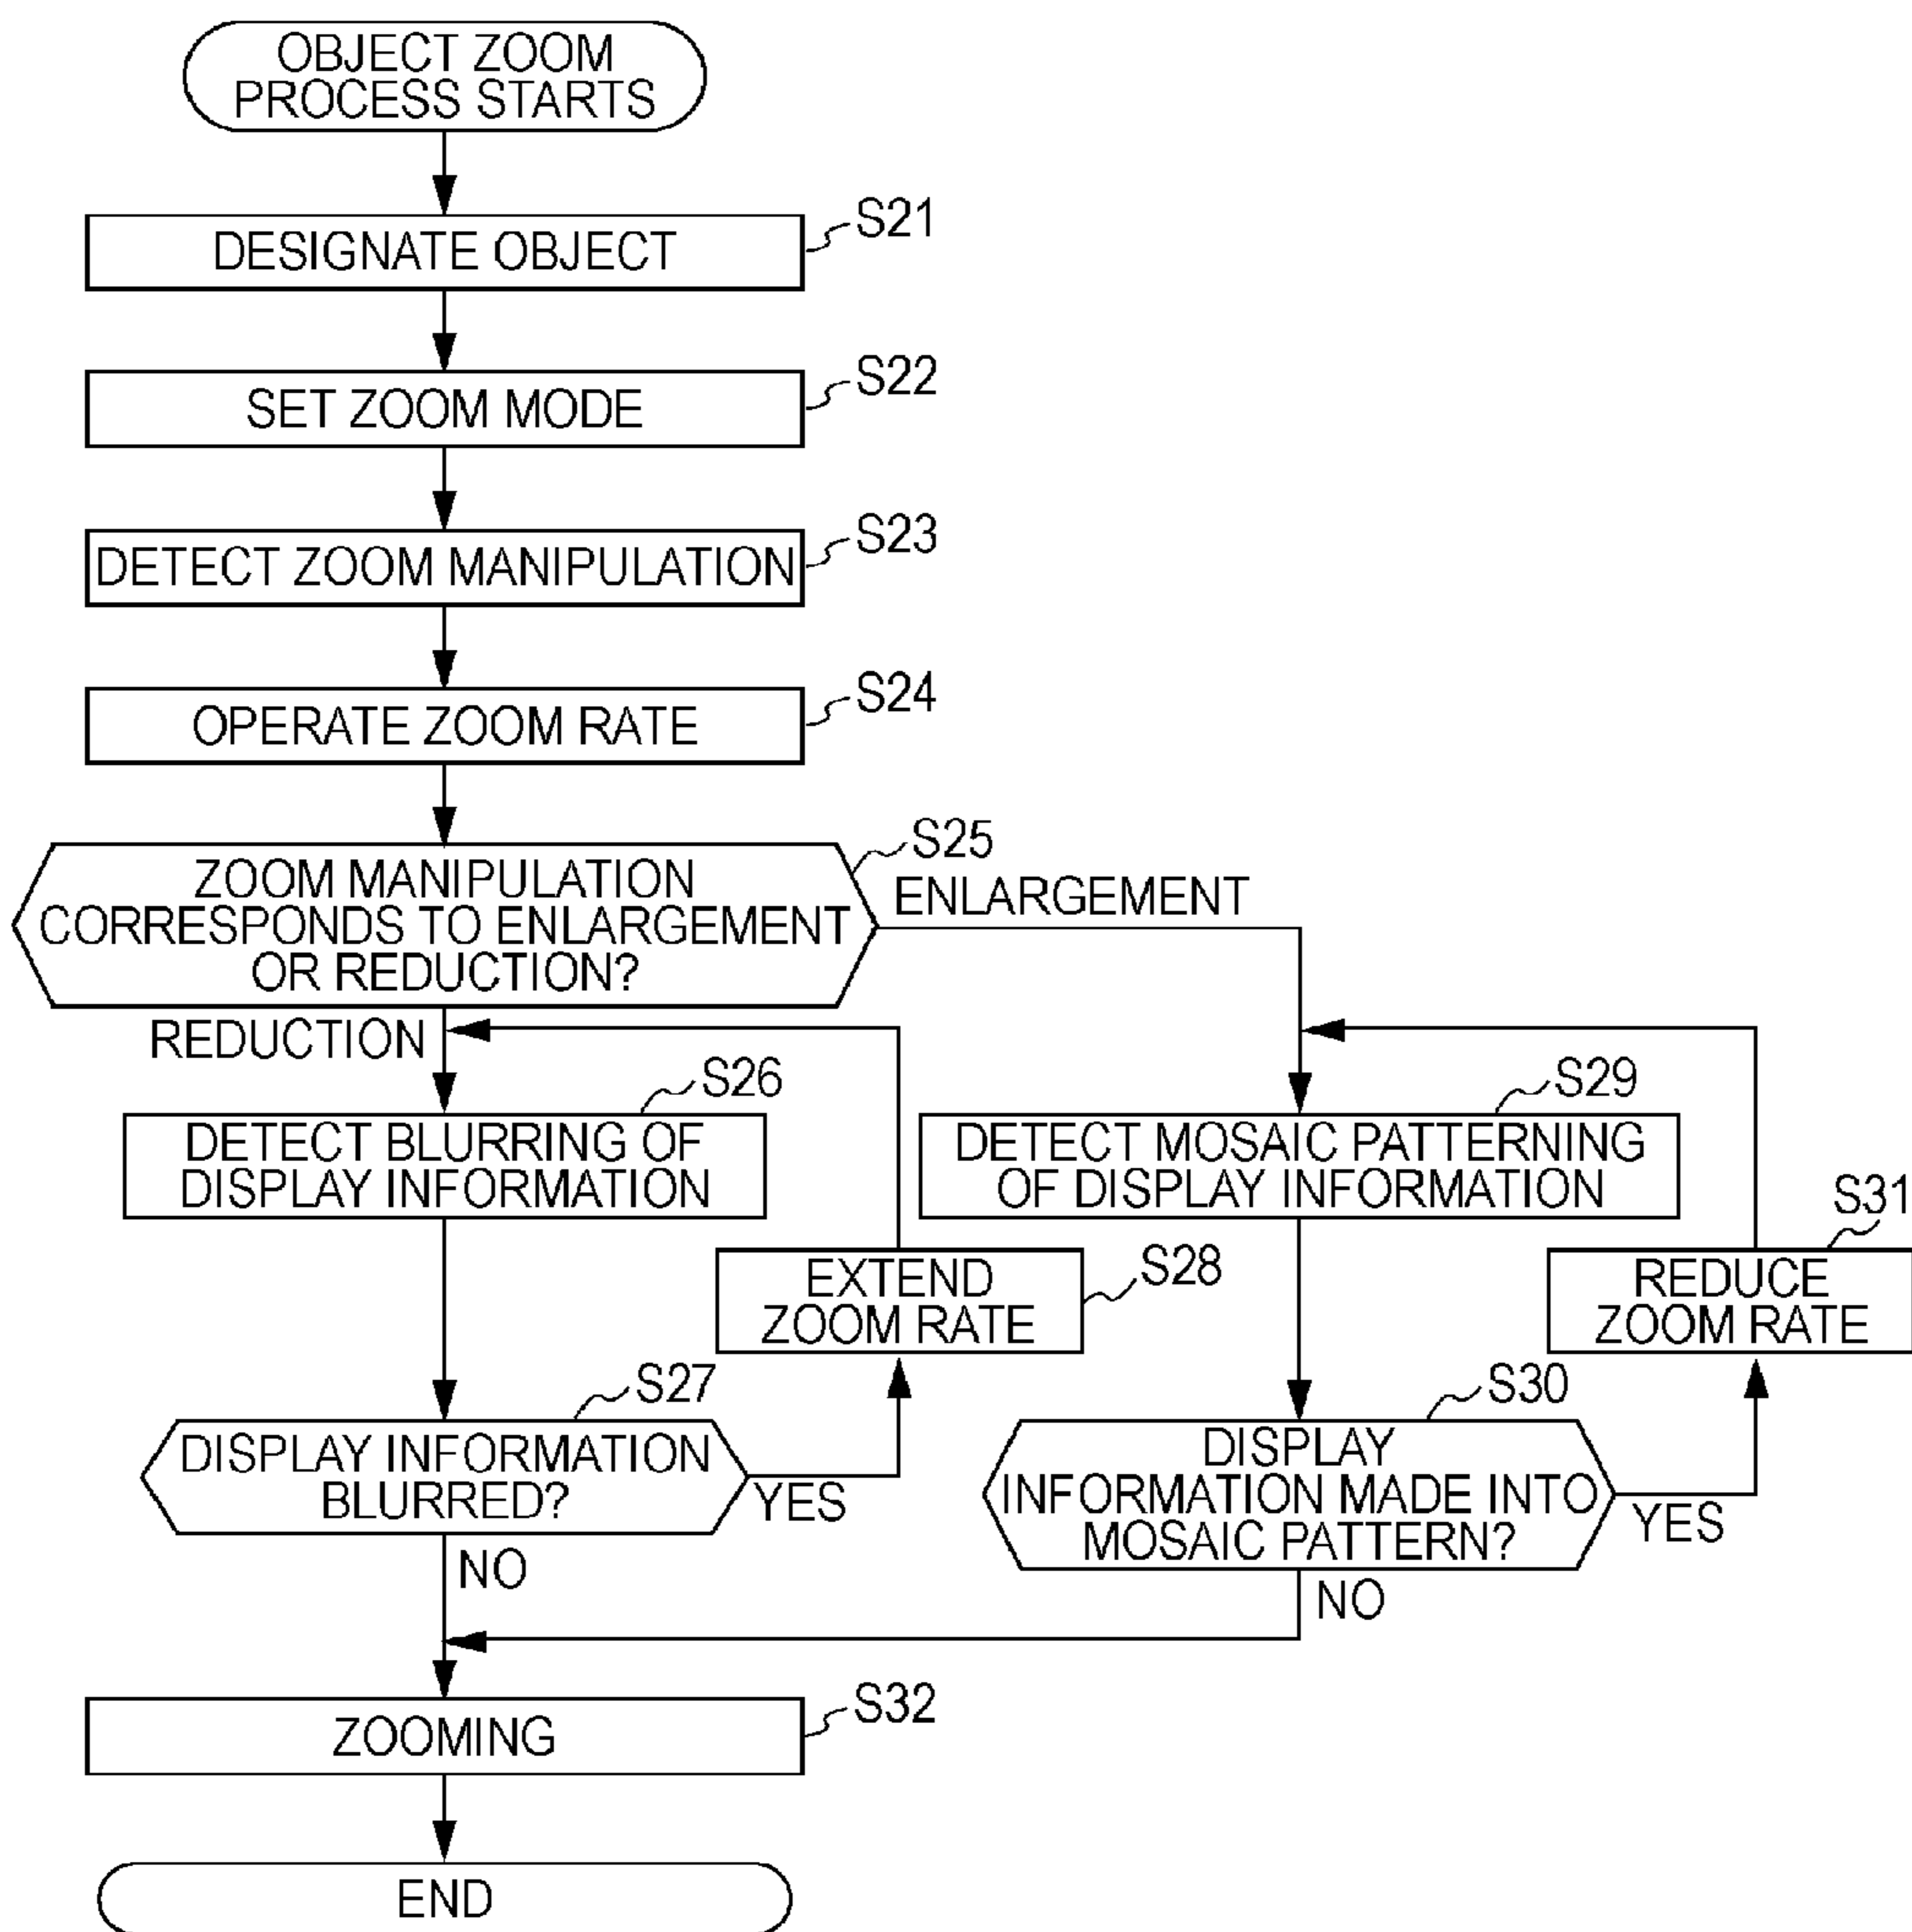 OBJECT ZOOM
PROCESS STARTS
S21
DESIGNATE OBJECT
S22
SET ZOOM MODE
S23
DETECT ZOOM MANIPULATION
S24
OPERATE ZOOM RATE
S25
ZOOM MANIPULATION
CORRESPONDS TO ENLARGEMENT
OR REDUCTION?
ENLARGEMENT
REDUCTION
S26
DETECT BLURRING OF
DISPLAY INFORMATION
S29
DETECT MOSAIC PATTERNING
OF DISPLAY INFORMATION
S28
EXTEND
ZOOM RATE
S31
REDUCE
ZOOM RATE
S27
DISPLAY INFORMATION
BLURRED?
YES
NO
S30
DISPLAY
INFORMATION MADE INTO
MOSAIC PATTERN?
YES
NO
S32
ZOOMING
END